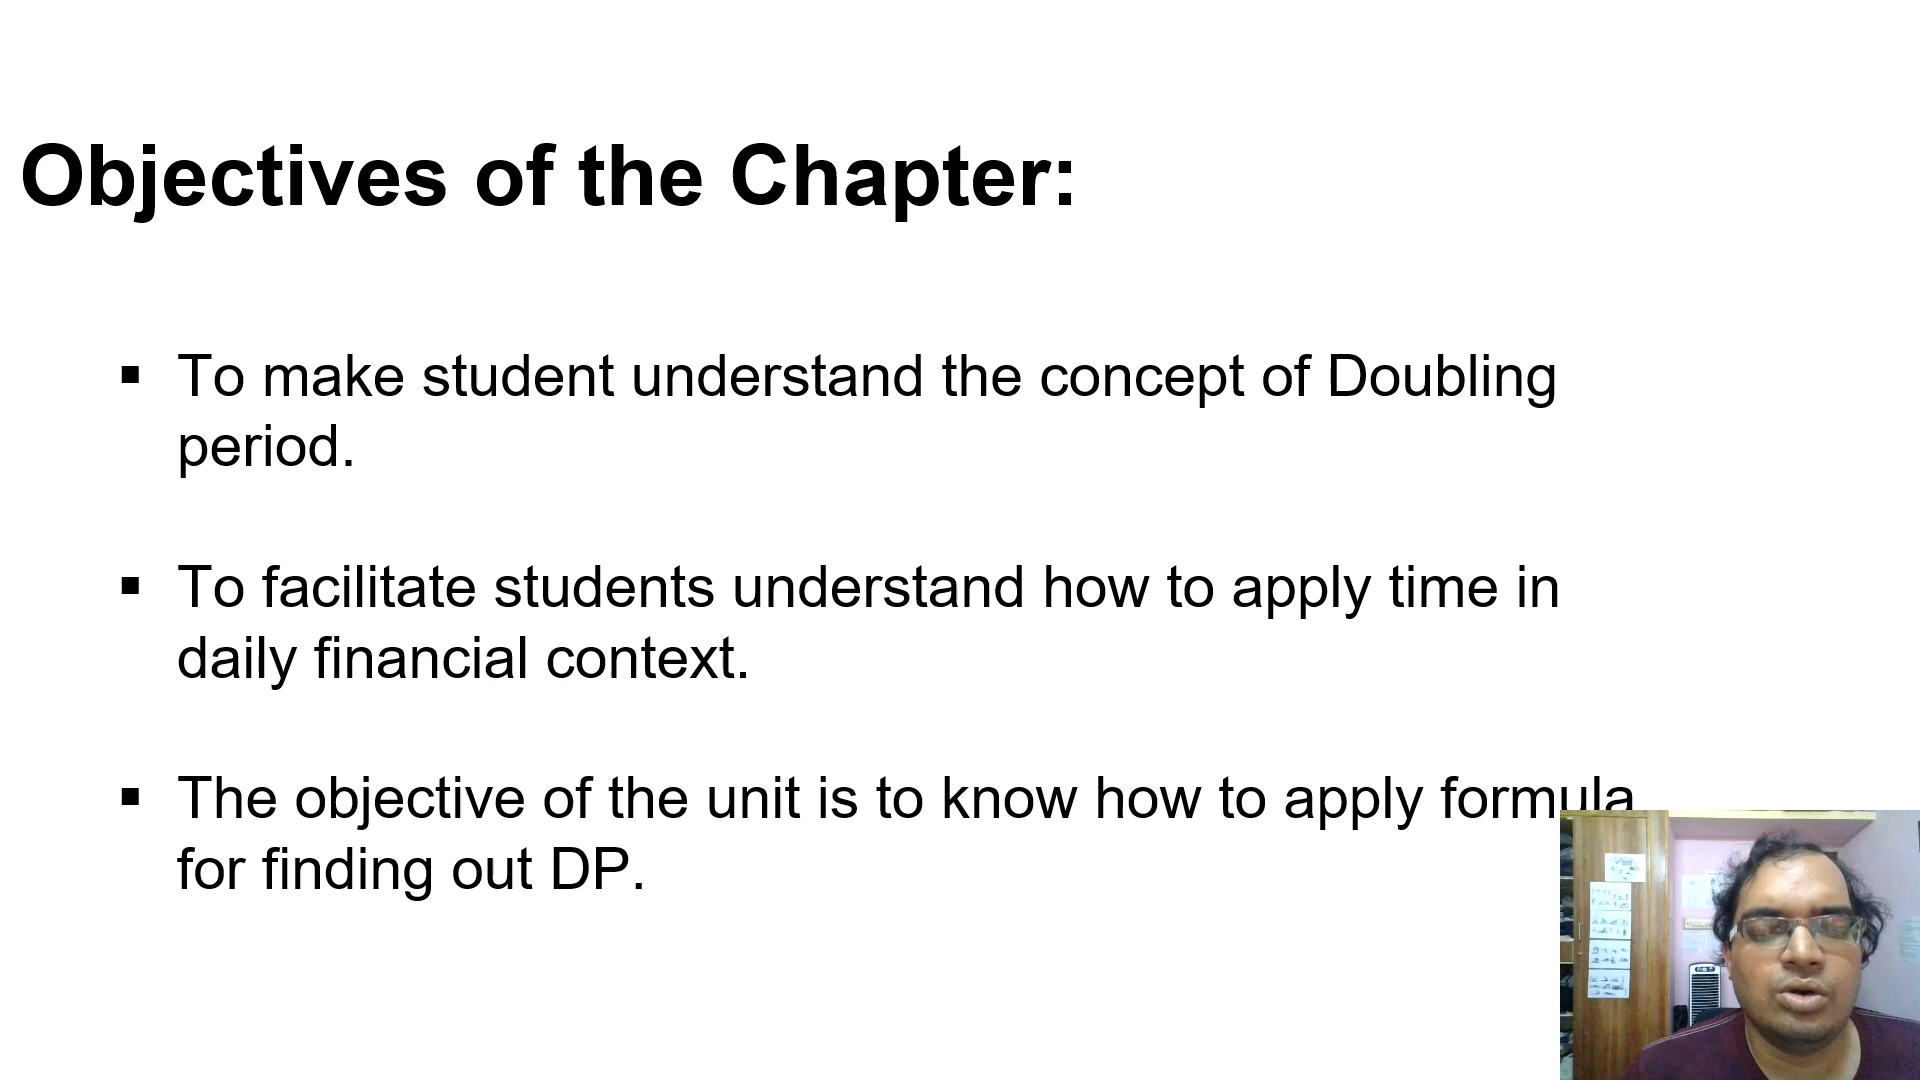 Objectives of the Chapter:
▪ To make student understand the concept of Doubling
period.
▪ To facilitate students understand how to apply time in
daily financial context.
▪ The objective of the unit is to know how to apply formula
for finding out DP.